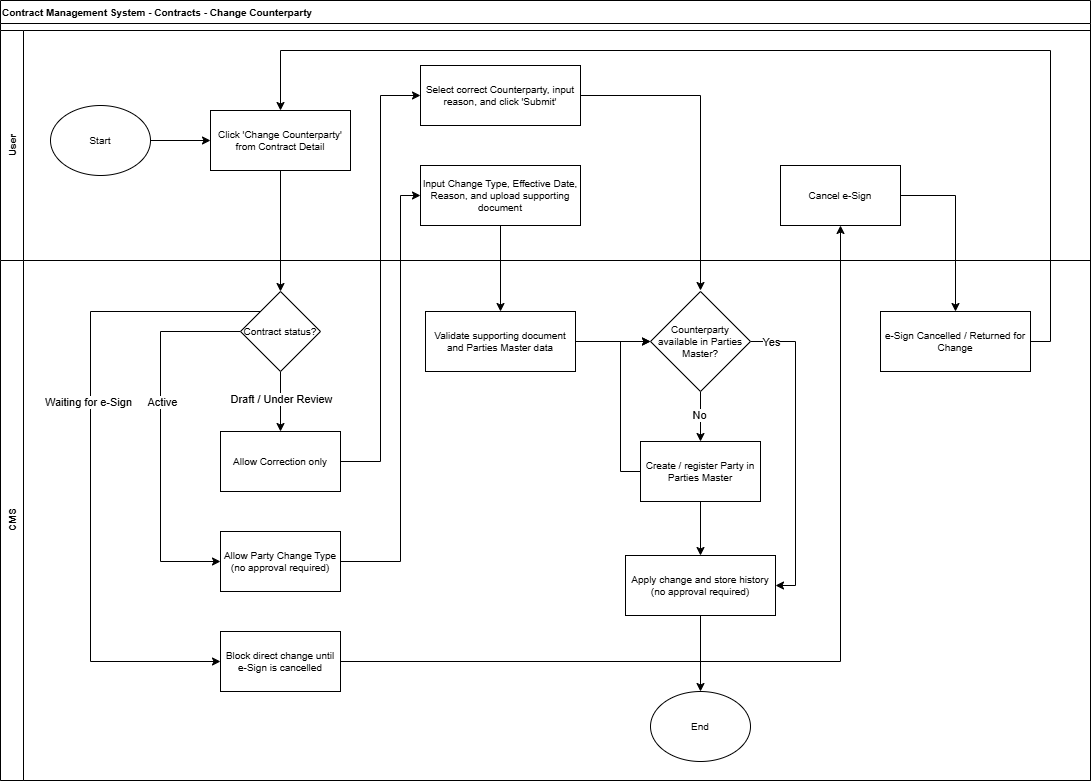 Contract Management System - Contracts - Change Counterparty
User
Start
Click 'Change Counterparty'
from Contract Detail
Select correct Counterparty, input
reason, and click 'Submit'
Input Change Type, Effective Date,
Reason, and upload supporting
document
Cancel e-Sign
CMS
Contract status?
Waiting for e-Sign
Active
Draft / Under Review
Allow Correction only
Allow Party Change Type
(no approval required)
Block direct change until
e-Sign is cancelled
Validate supporting document
and Parties Master data
Counterparty
available in Parties
Master?
Yes
No
Create / register Party in
Parties Master
Apply change and store history
(no approval required)
End
e-Sign Cancelled / Returned for
Change